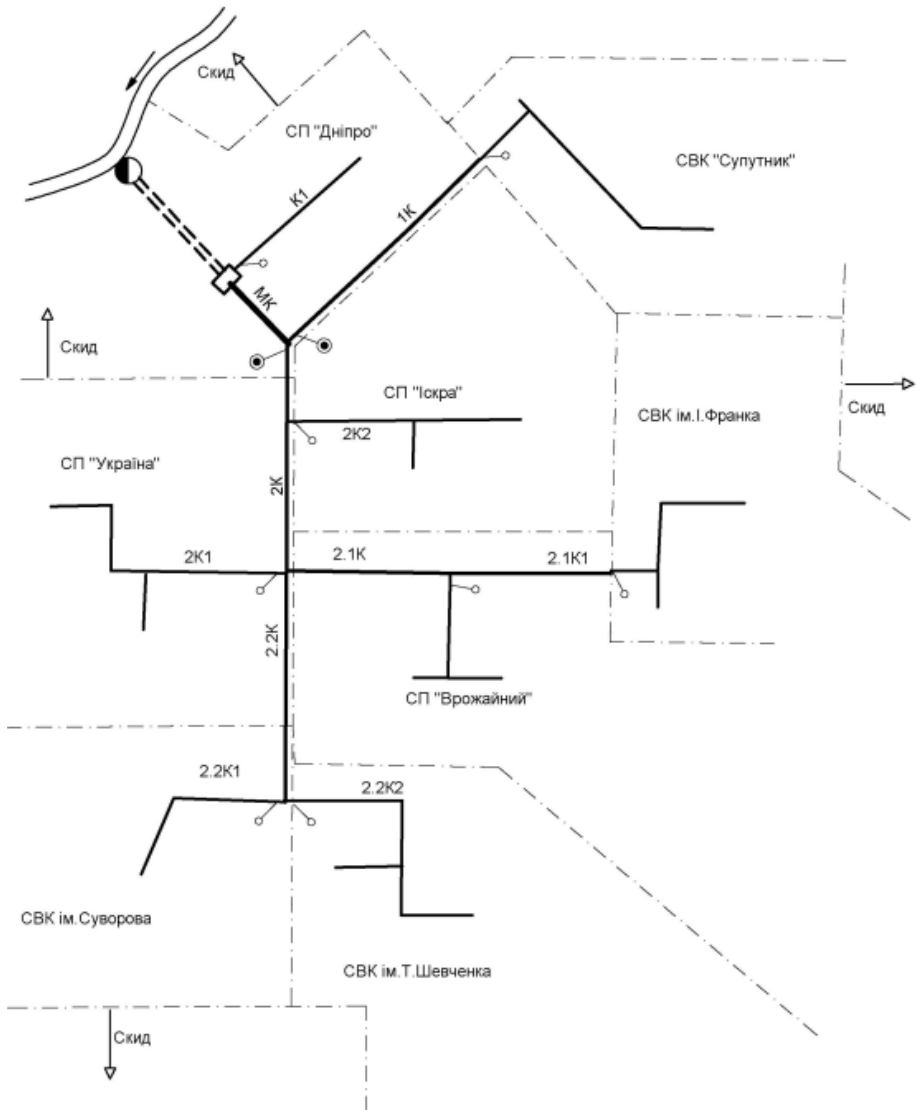 Скид
СП "Дніпро"
СВК "Супутник"
К1
1К
МК
Скид
СП "Іскра"
Скид
СВК ім.І.Франка
2К2
СП "Україна"
2К
2К1
2.1К
2.1К1
2.2К
СП "Врожайний"
2.2К1
2.2К2
СВК ім.Суворова
СВК ім.Т.Шевченка
Скид